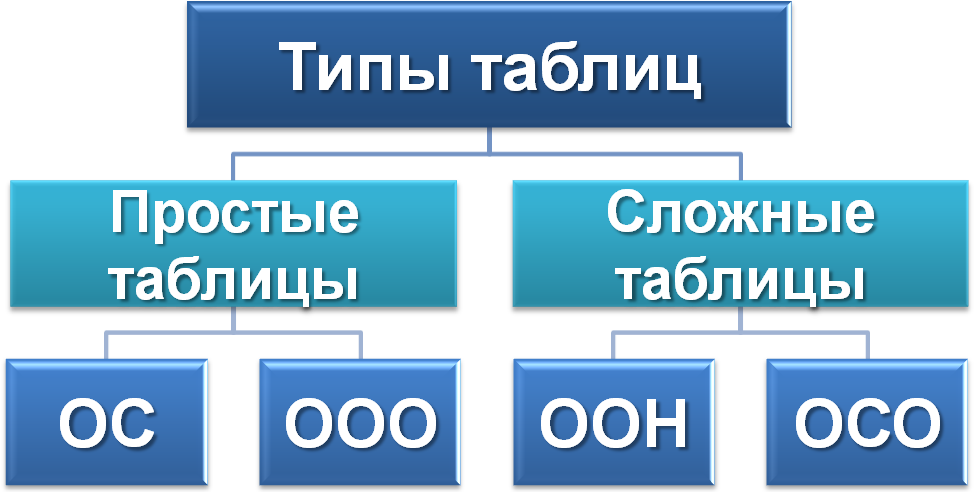 Типы таблиц
Простые
таблицы
Сложные
таблицы
ОС
ООО
ООН
ОСО